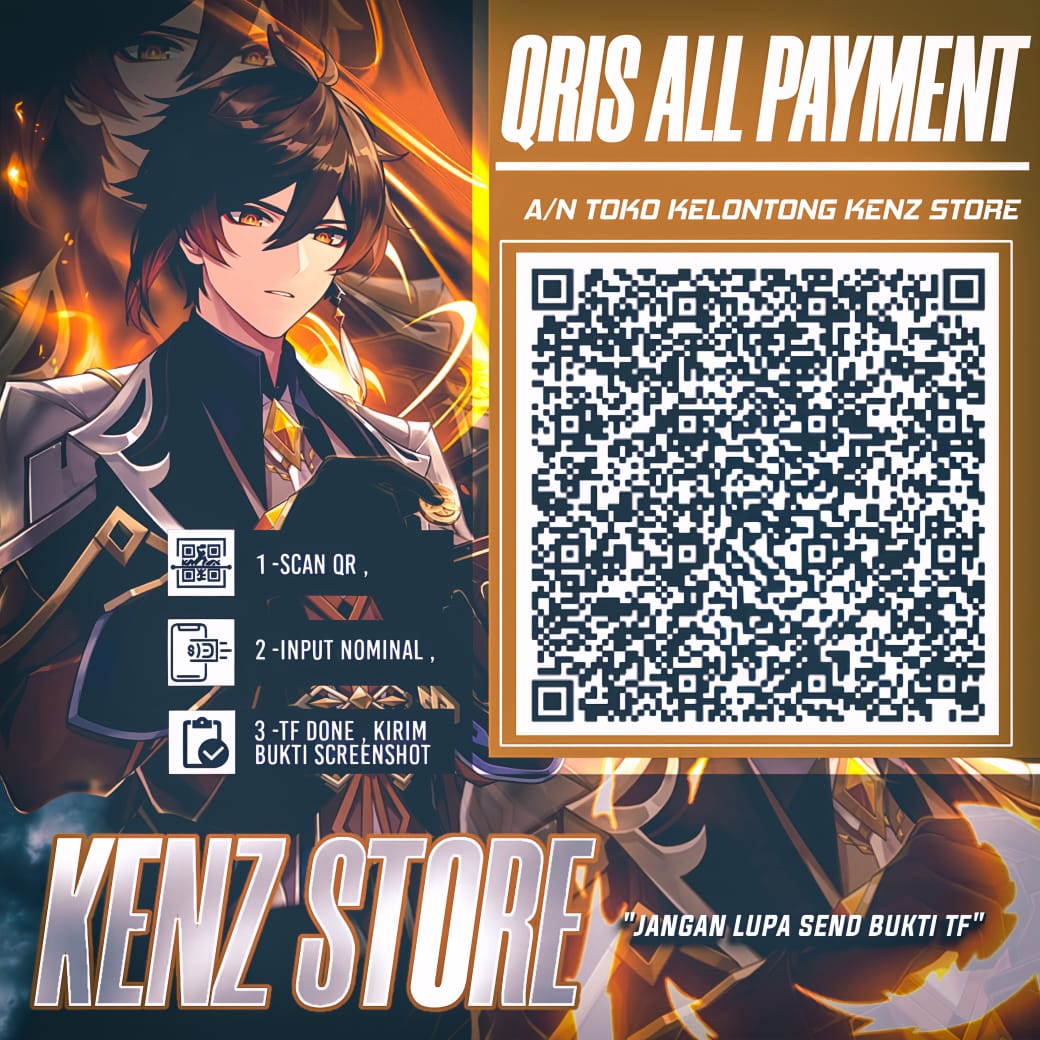 QRIS ALL PAYMENT
A/N TOKO KELONTONG KENZ STORE
1 -SCAN QR ,
2 -INPUT NOMINAL ,
3 -TF DONE , KIRIM
BUKTI SCREENSHOT
KENZ STORE
"JANGAN LUPA SEND BUKTI TF"